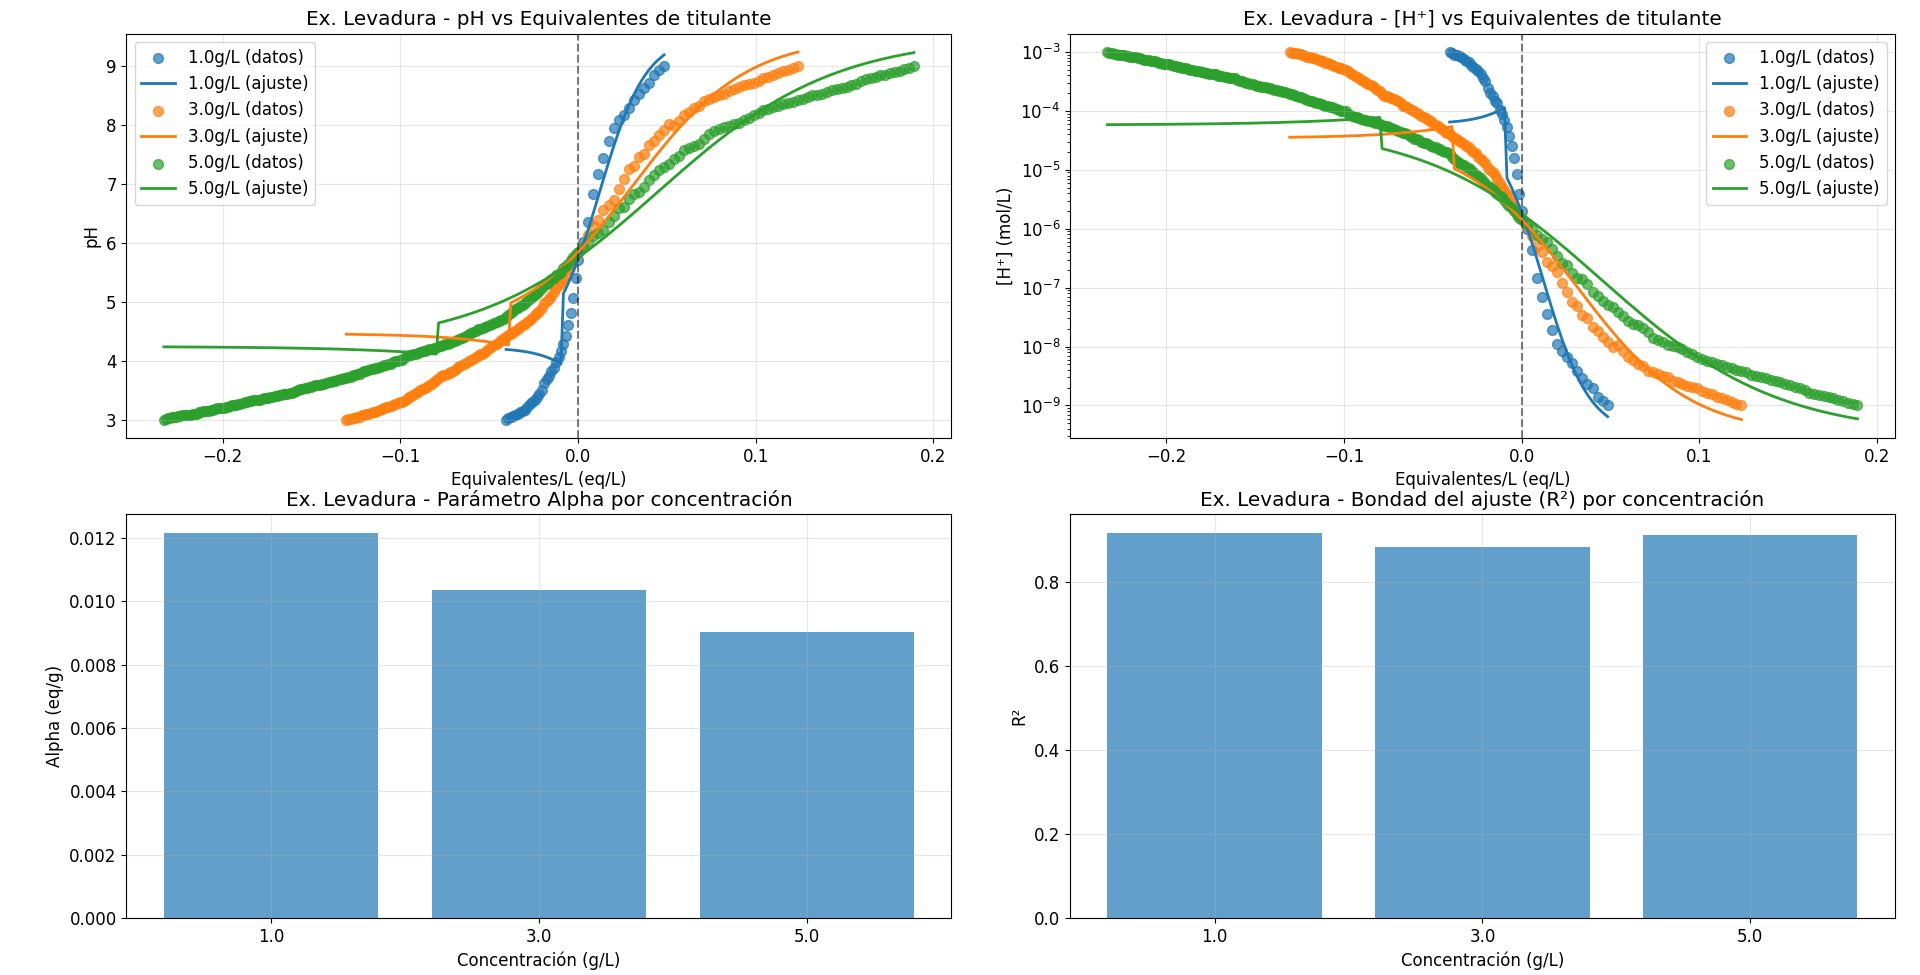 Ex. Levadura - pH vs Equivalentes de titulante
pH
9
8
7
6
5
4
3
1.0g/L (datos)
1.0g/L (ajuste)
3.0g/L (datos)
3.0g/L (ajuste)
5.0g/L (datos)
5.0g/L (ajuste)
−0.2
−0.1
0.0
0.1
0.2
Equivalentes/L (eq/L)
Ex. Levadura - [H⁺] vs Equivalentes de titulante
[H⁺] (mol/L)
10⁻³
10⁻⁴
10⁻⁵
10⁻⁶
10⁻⁷
10⁻⁸
10⁻⁹
1.0g/L (datos)
1.0g/L (ajuste)
3.0g/L (datos)
3.0g/L (ajuste)
5.0g/L (datos)
5.0g/L (ajuste)
−0.2
−0.1
0.0
0.1
0.2
Equivalentes/L (eq/L)
Ex. Levadura - Parámetro Alpha por concentración
Alpha (eq/g)
0.012
0.010
0.008
0.006
0.004
0.002
0.000
1.0
3.0
5.0
Concentración (g/L)
Ex. Levadura - Bondad del ajuste (R²) por concentración
R²
0.8
0.6
0.4
0.2
0.0
1.0
3.0
5.0
Concentración (g/L)